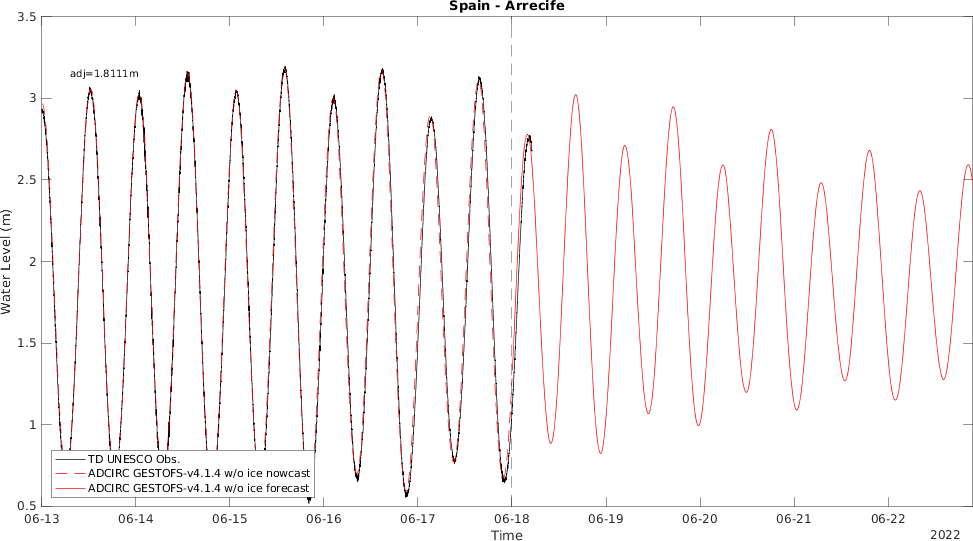 Spain - Arrecife
3.5
adj=1.8111m
3
2.5
2
1.5
1
0.5
Water Level (m)
TD UNESCO Obs.
ADCIRC GESTOFS-v4.1.4 w/o ice nowcast
ADCIRC GESTOFS-v4.1.4 w/o ice forecast
06-13 06-14 06-15 06-16 06-17 06-18 06-19 06-20 06-21 06-22
Time
2022